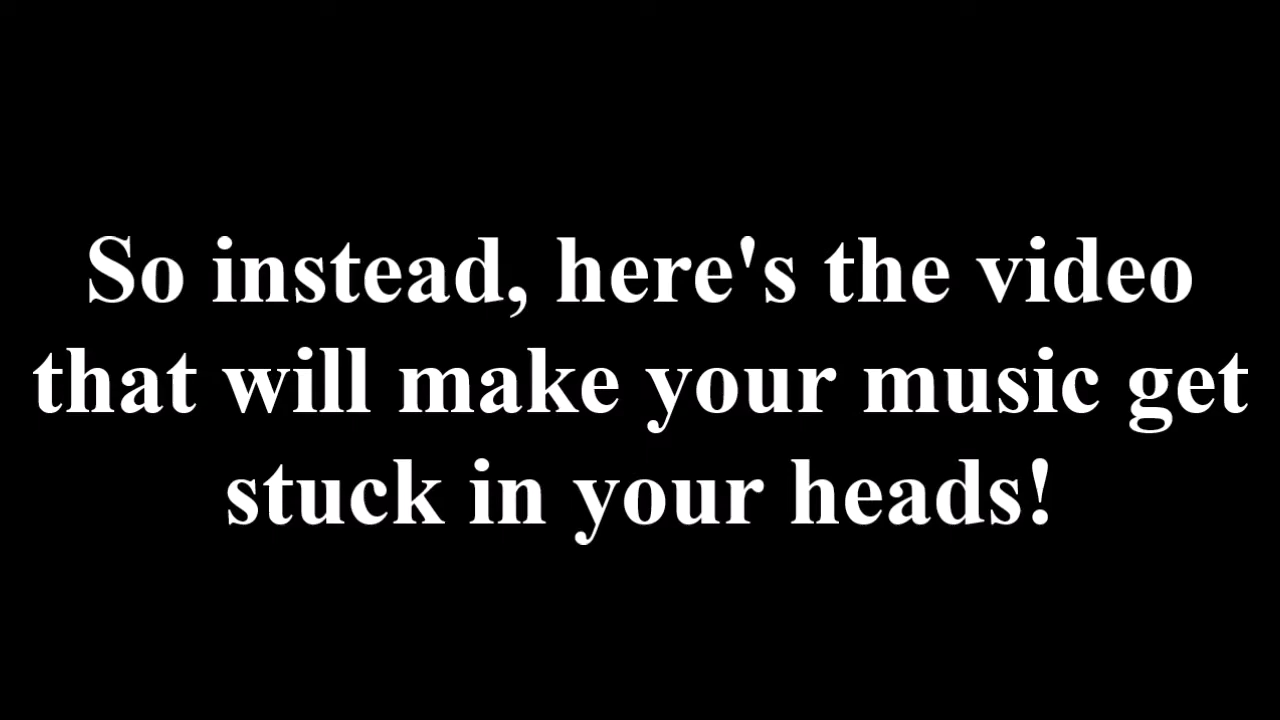 So instead, here's the video
that will make your music get
stuck in your heads!